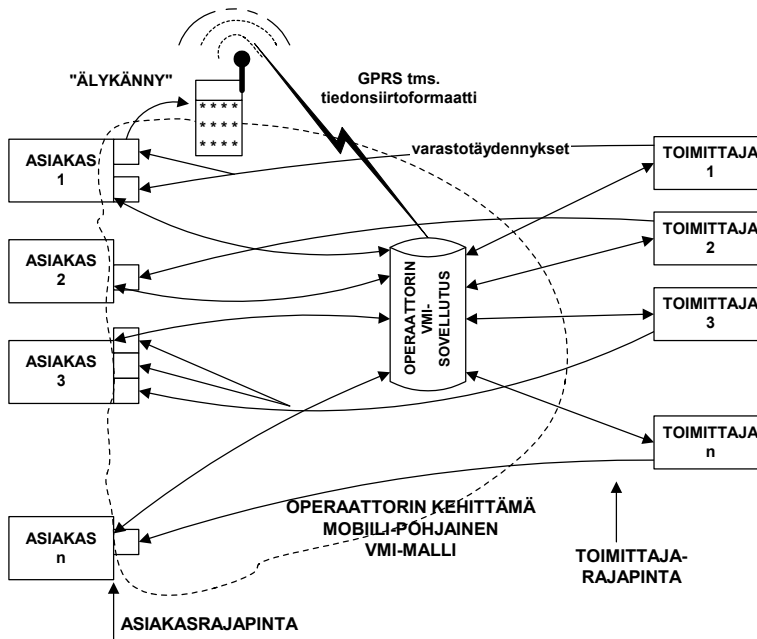 "ÄLYKÄNNY"
* * * *
* * * *
* * * *
GPRS tms.
tiedonsiirtoformaatti
varastotäydennykset
ASIAKAS
1
ASIAKAS
2
ASIAKAS
3
ASIAKAS
n
OPERAATTORIN
VMI-
SOVELLUTUS
TOIMITTAJA
1
TOIMITTAJA
2
TOIMITTAJA
3
TOIMITTAJA
n
OPERAATTORIN KEHITTÄMÄ
MOBIILI-POHJAINEN
VMI-MALLI
TOIMITTAJA-
RAJAPINTA
ASIAKASRAJAPINTA